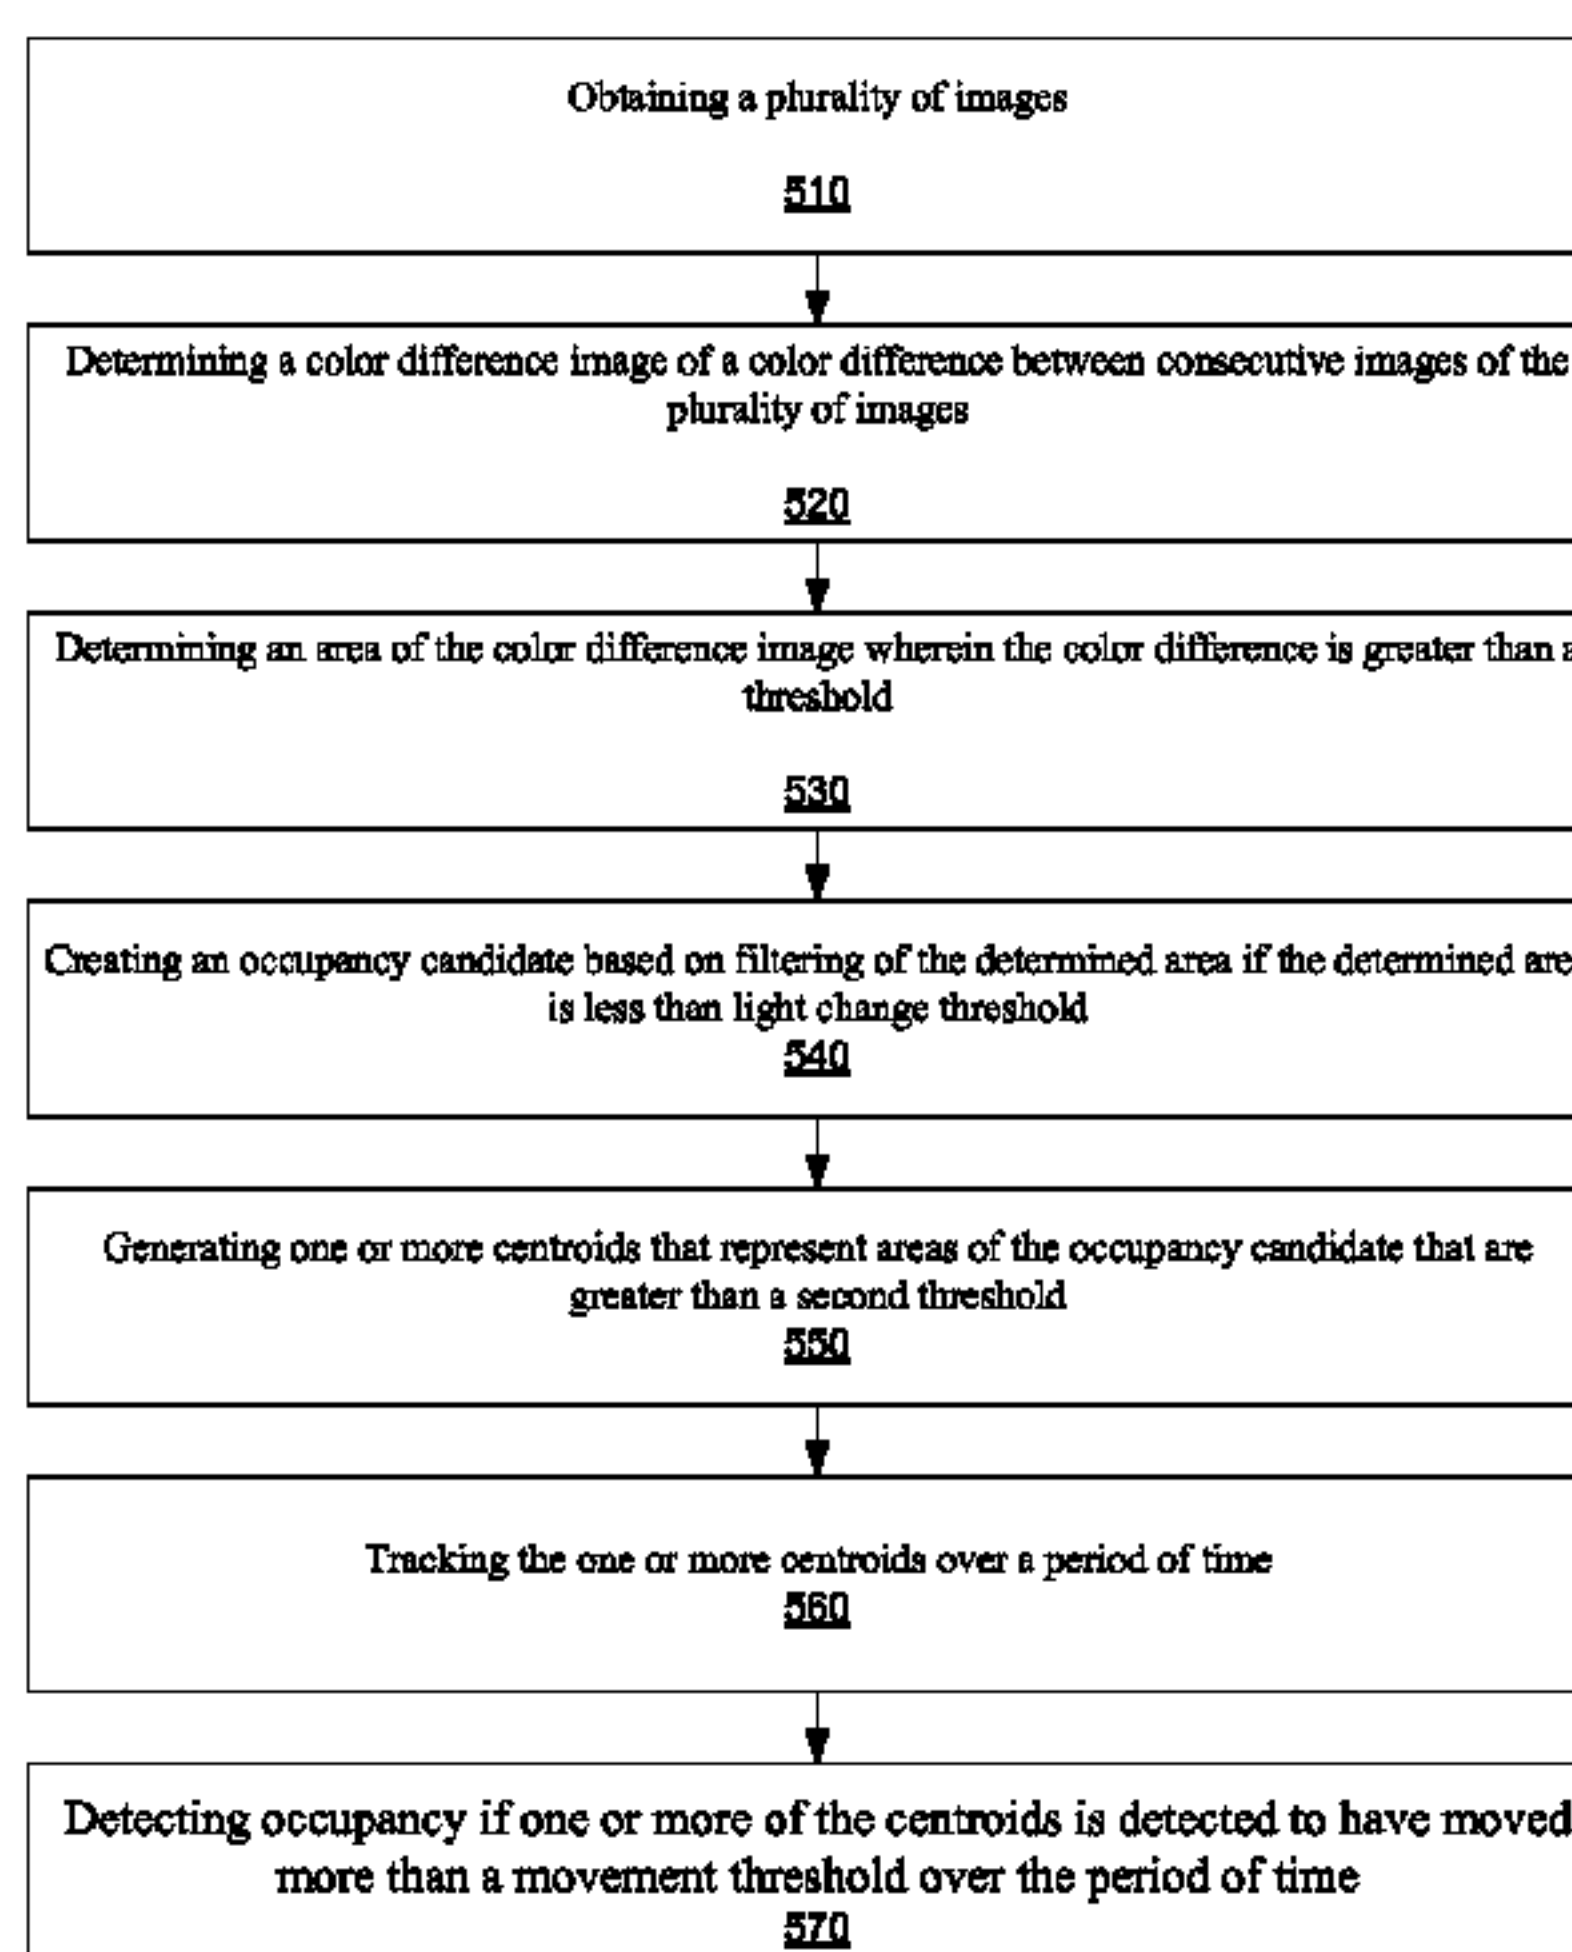 Obtaining a plurality of images
510
Determining a color difference image of a color difference between consecutive images of the
plurality of images
520
Determining an area of the color difference image wherein the color difference is greater than a
threshold
530
Creating an occupancy candidate based on filtering of the determined area if the determined are
is less than light change threshold
540
Generating one or more centroids that represent areas of the occupancy candidate that are
greater than a second threshold
550
Tracking the one or more centroids over a period of time
560
Detecting occupancy if one or more of the centroids is detected to have moved
more than a movement threshold over the period of time
570